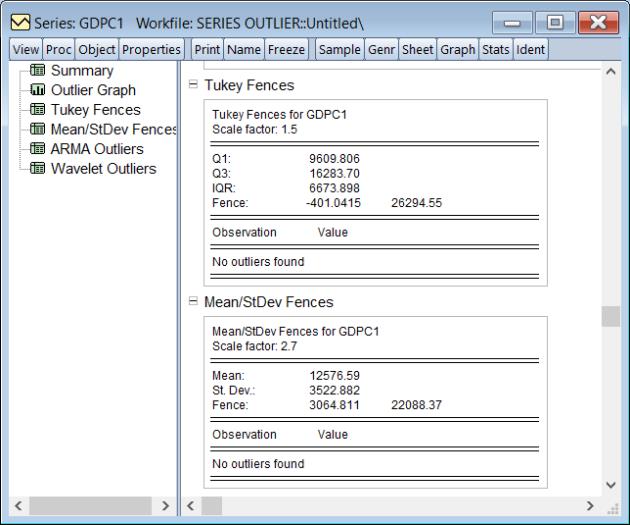 Series: GDPC1 Workfile: SERIES OUTLIER::Untitled\
View Proc Object Properties Print Name Freeze Sample Genr Sheet Graph Stats Ident
Summary
Outlier Graph
Tukey Fences
Mean/StDev Fences
ARMA Outliers
Wavelet Outliers
Tukey Fences
Tukey Fences for GDPC1
Scale factor: 1.5
Q1: 9609.806
Q3: 16283.70
IQR: 6673.898
Fence: -401.0415 26294.55
Observation Value
No outliers found
Mean/StDev Fences
Mean/StDev Fences for GDPC1
Scale factor: 2.7
Mean: 12576.59
St. Dev.: 3522.882
Fence: 3064.811 22088.37
Observation Value
No outliers found